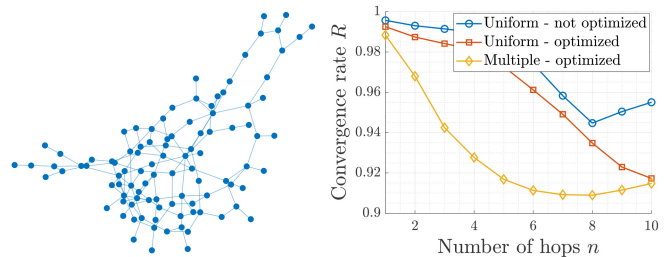 1
0.98
0.96
0.94
0.92
0.9
Convergence rate R
Uniform - not optimized
Uniform - optimized
Multiple - optimized
2
4
6
8
10
Number of hops n